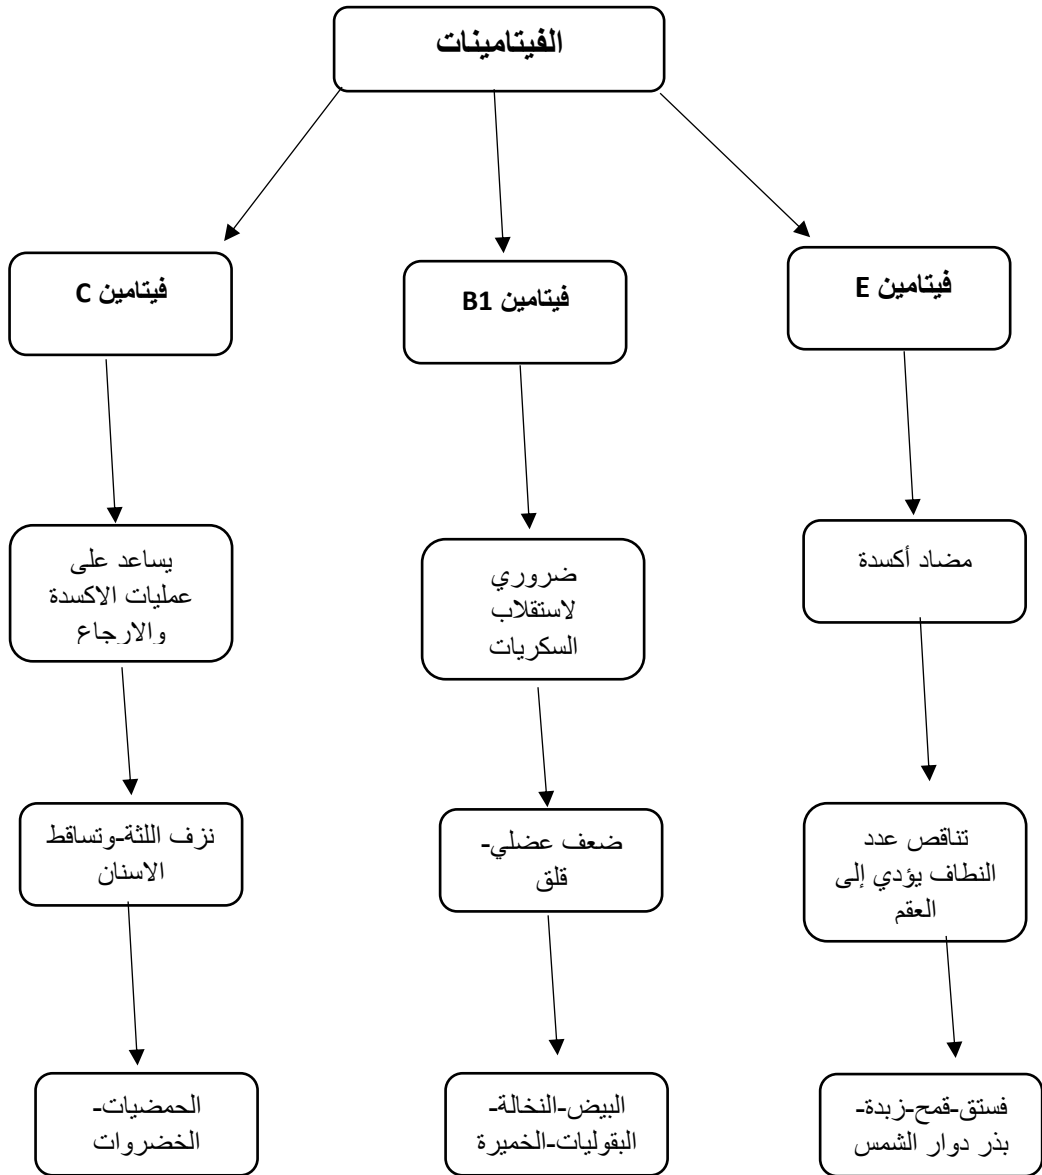 الفيتامينات
فيتامين E
فيتامين B1
فيتامين C
مضاد أكسدة
ضروري
لاستقلاب
السكريات
يساعد على
عمليات الاكسدة
والارجاع
تناقص عدد
النطاف يؤدي إلى
العقم
ضعف عضلي-
قلق
نزف اللثة-وتساقط
الاسنان
فستق-قمح-زبدة-
بذر دوار الشمس
البيض-النخالة-
البقوليات-الخميرة
الحمضيات-
الخضروات